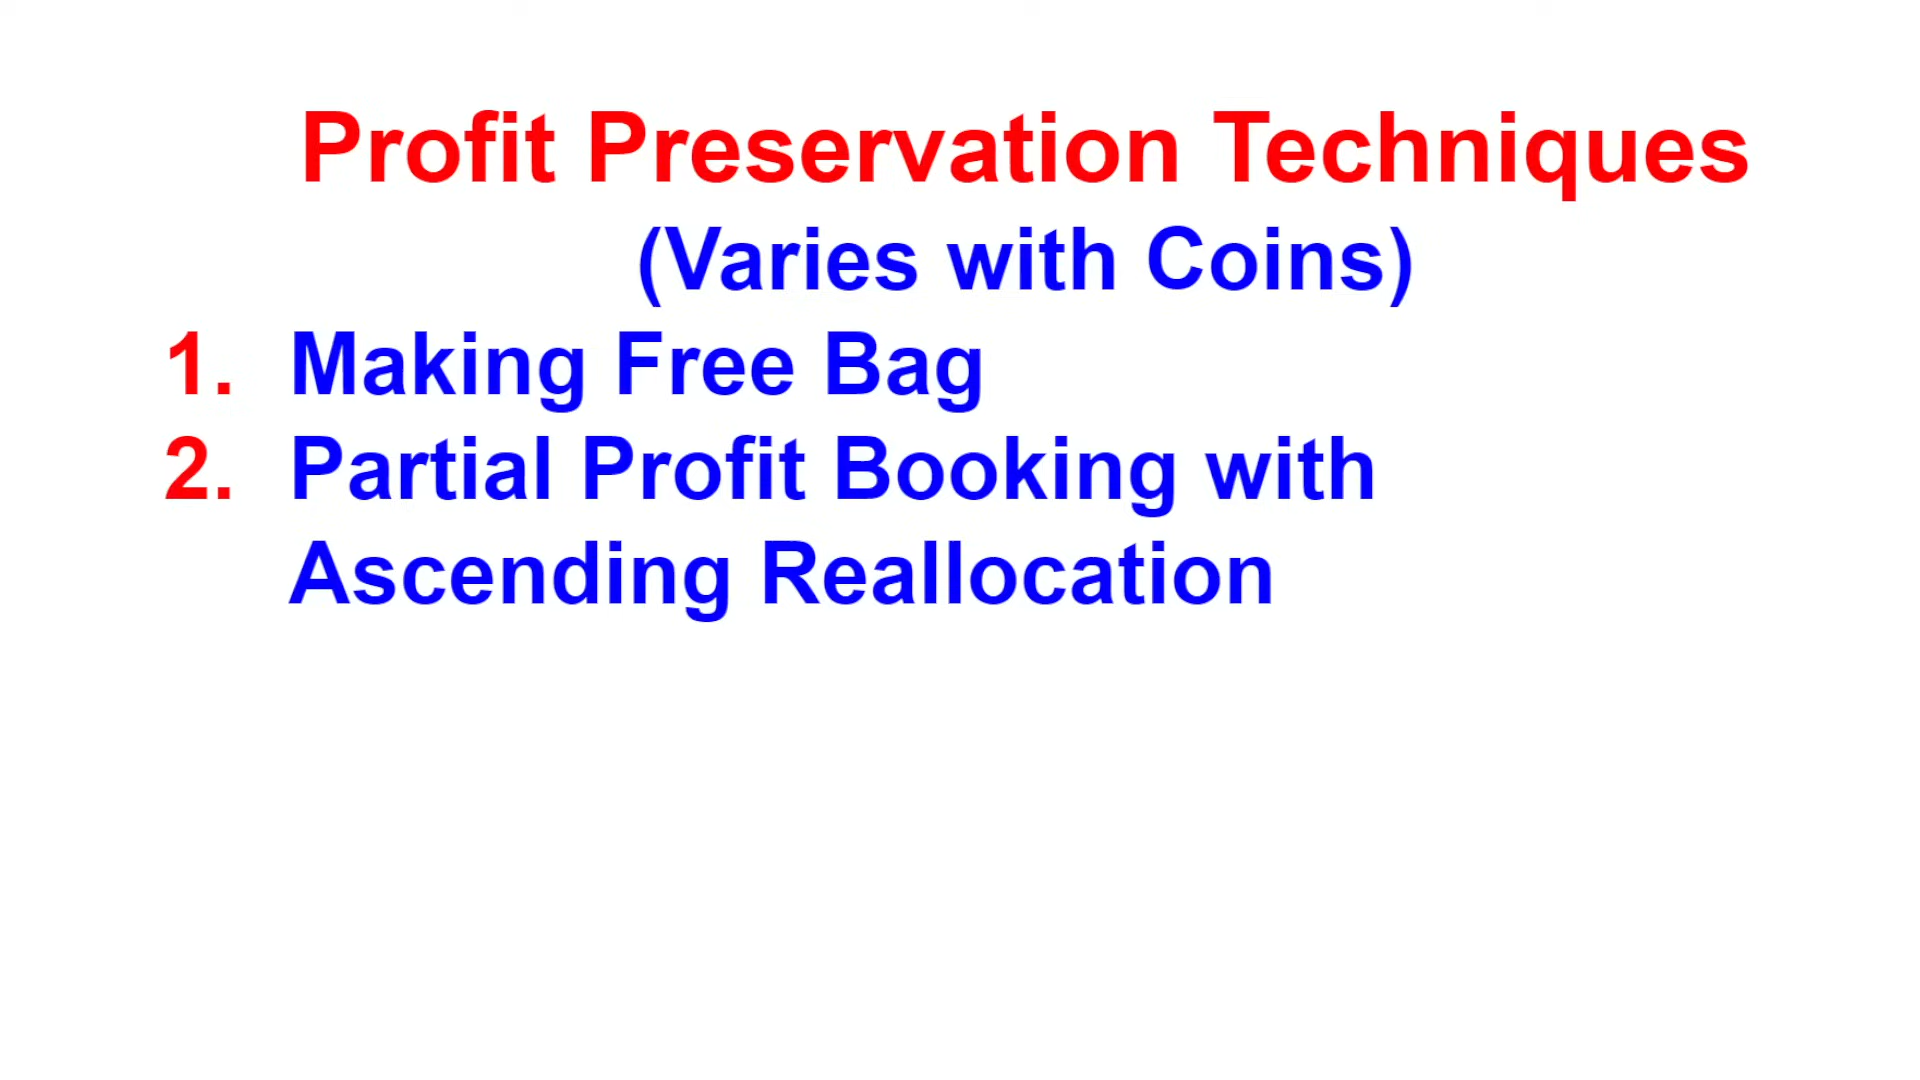 Profit Preservation Techniques
(Varies with Coins)
1. Making Free Bag
2. Partial Profit Booking with
Ascending Reallocation